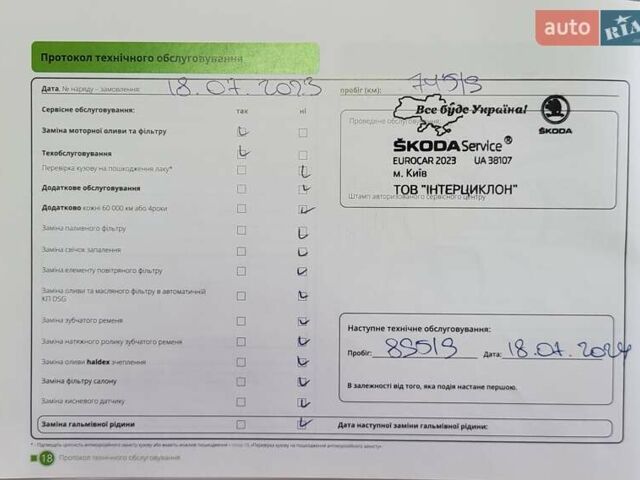 auto RIA
Протокол технічного обслуговування
Дата, № наряду – замовлення: 18.07.2023 пробіг (км): 74519
Сервісне обслуговування: так ні
Заміна моторної оливи та фільтру
Техобслуговування
Перевірка кузову на пошкодження лаку*
Додаткове обслуговування
Додатково кожні 60 000 км або 4роки
Заміна паливного фільтру
Заміна свічок запалення
Заміна елементу повітряного фільтру
Заміна оливи та масляного фільтру в автоматичній
КП DSG
Заміна зубчатого ременя
Заміна натяжного ролику зубчатого ременя
Заміна оливи haldex зчеплення
Заміна фільтру салону
Заміна кисневого датчику
Заміна гальмівної рідини
Проведене обслуговування
Все буде Україна!
ŠKODA
ŠKODA Service®
EUROCAR 2023 UA 38107
м. Київ
ТОВ "ІНТЕРЦИКЛОН"
Штамп авторизованого сервісного центру
Наступне технічне обслуговування:
Пробіг: 89519 Дата: 18.07.2024
В залежності від того, яка подія настане першою.
Дата наступної заміни гальмівної рідини:
18 Протокол технічного обслуговування